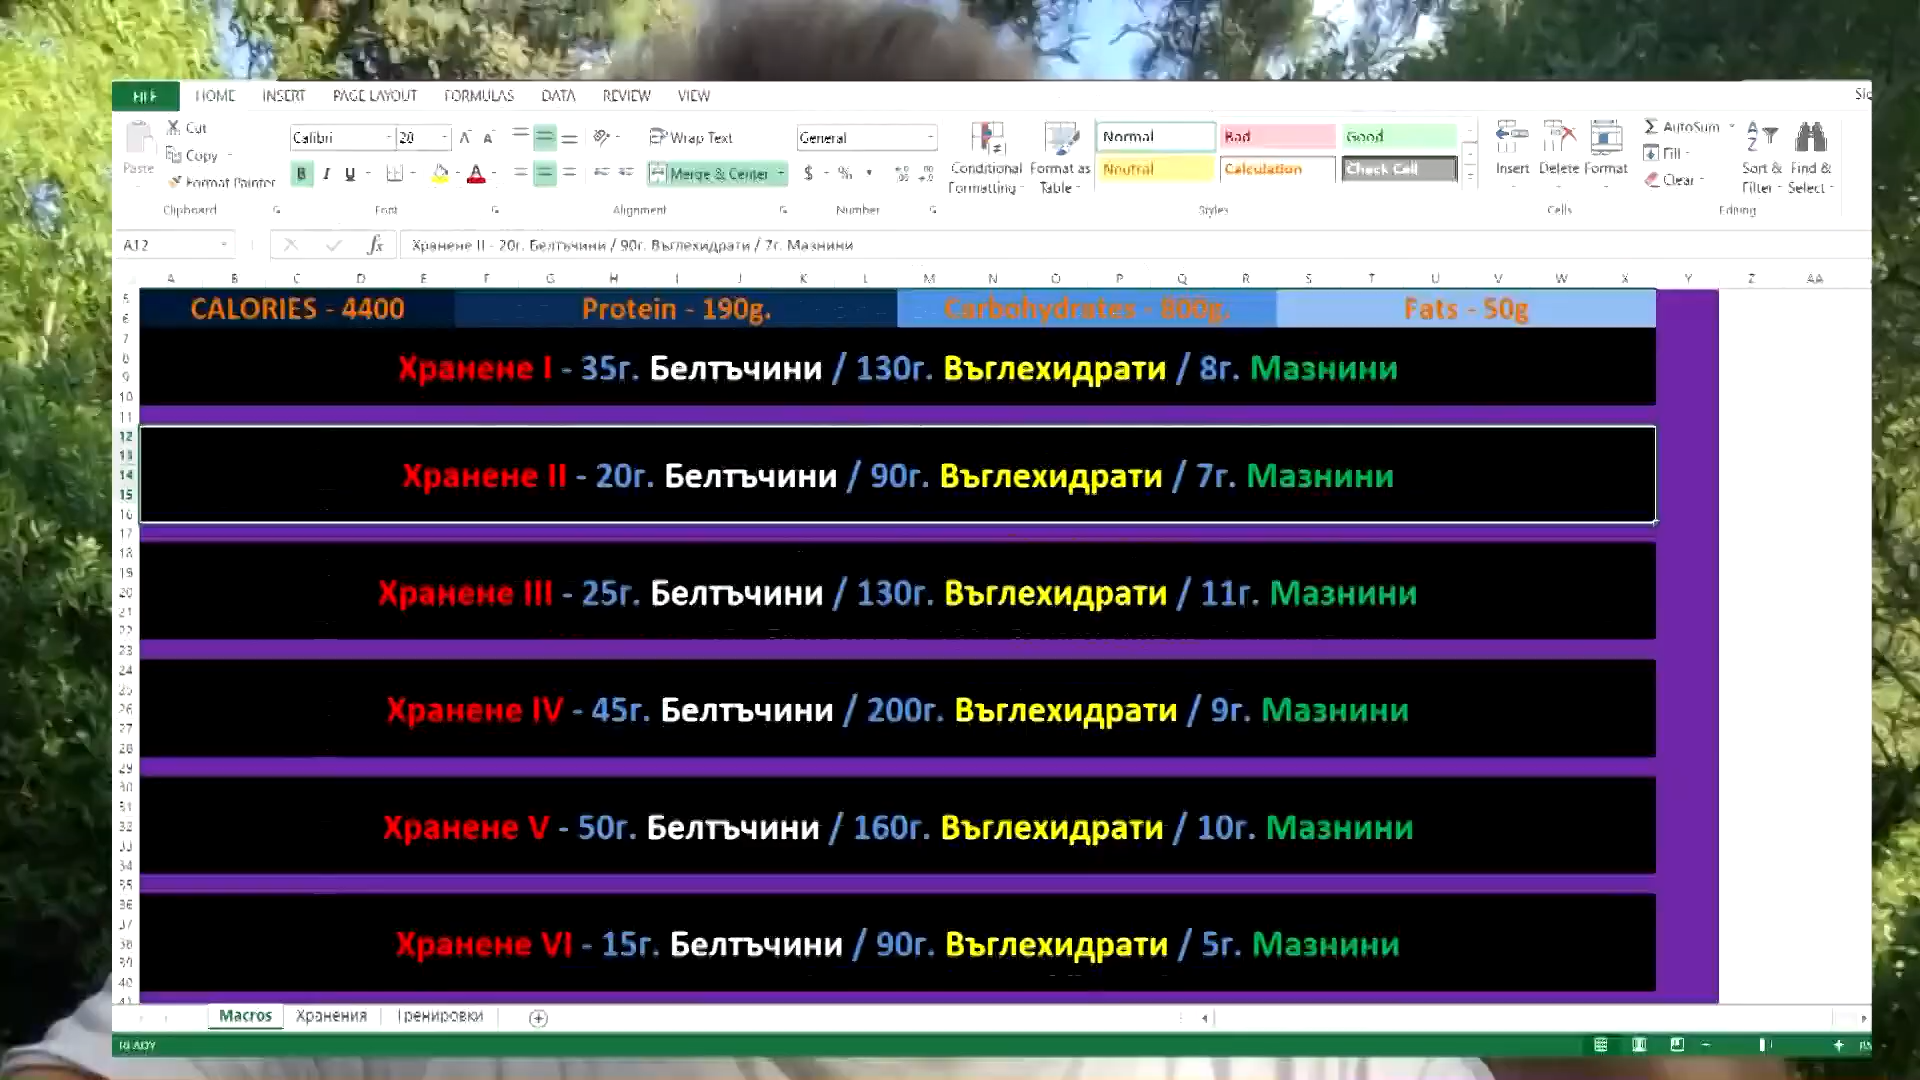 FILE HOME INSERT PAGE LAYOUT FORMULAS DATA REVIEW VIEW
Cut
Copy
Format Painter
Paste
Clipboard
Calibri 20
B I U
Font
Wrap Text
Merge & Center
Alignment
General
$ % ,
Number
Conditional Formatting
Format as Table
Normal Bad Good
Neutral Calculation Check Cell
Styles
Insert Delete Format
Cells
AutoSum
Fill
Clear
Sort & Filter
Find & Select
Editing
A12 fx Хранене II - 20г. Белтъчини / 90г. Въглехидрати / 7г. Мазнини
A B C D E F G H I J K L M N O P Q R S T U V W X Y Z AA
CALORIES - 4400 Protein - 190g. Carbohydrates - 800g. Fats - 50g
Хранене I - 35г. Белтъчини / 130г. Въглехидрати / 8г. Мазнини
Хранене II - 20г. Белтъчини / 90г. Въглехидрати / 7г. Мазнини
Хранене III - 25г. Белтъчини / 130г. Въглехидрати / 11г. Мазнини
Хранене IV - 45г. Белтъчини / 200г. Въглехидрати / 9г. Мазнини
Хранене V - 50г. Белтъчини / 160г. Въглехидрати / 10г. Мазнини
Хранене VI - 15г. Белтъчини / 90г. Въглехидрати / 5г. Мазнини
Macros Хранения Тренировки
READY